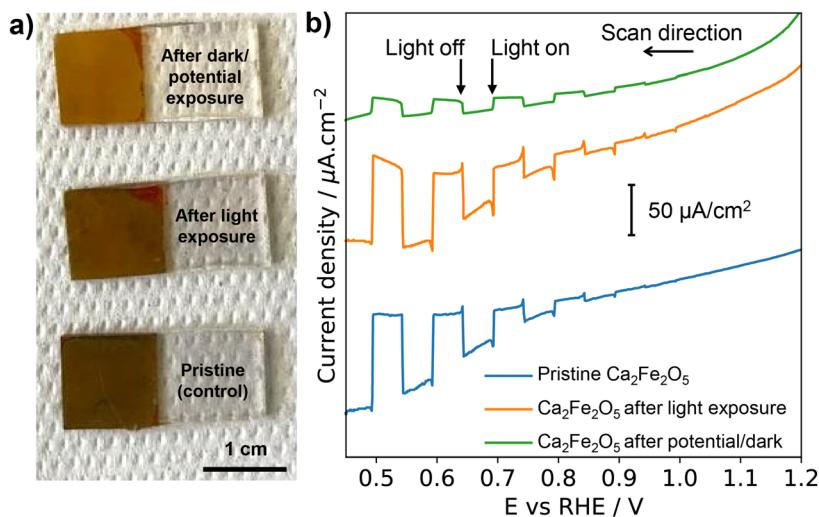 a)
After dark/
potential
exposure
After light
exposure
Pristine
(control)
1 cm
b)
Light off
Light on
Scan direction
50 μA/cm²
Current density / μA.cm⁻²
Pristine Ca₂Fe₂O₅
Ca₂Fe₂O₅ after light exposure
Ca₂Fe₂O₅ after potential/dark
0.5 0.6 0.7 0.8 0.9 1.0 1.1 1.2
E vs RHE / V